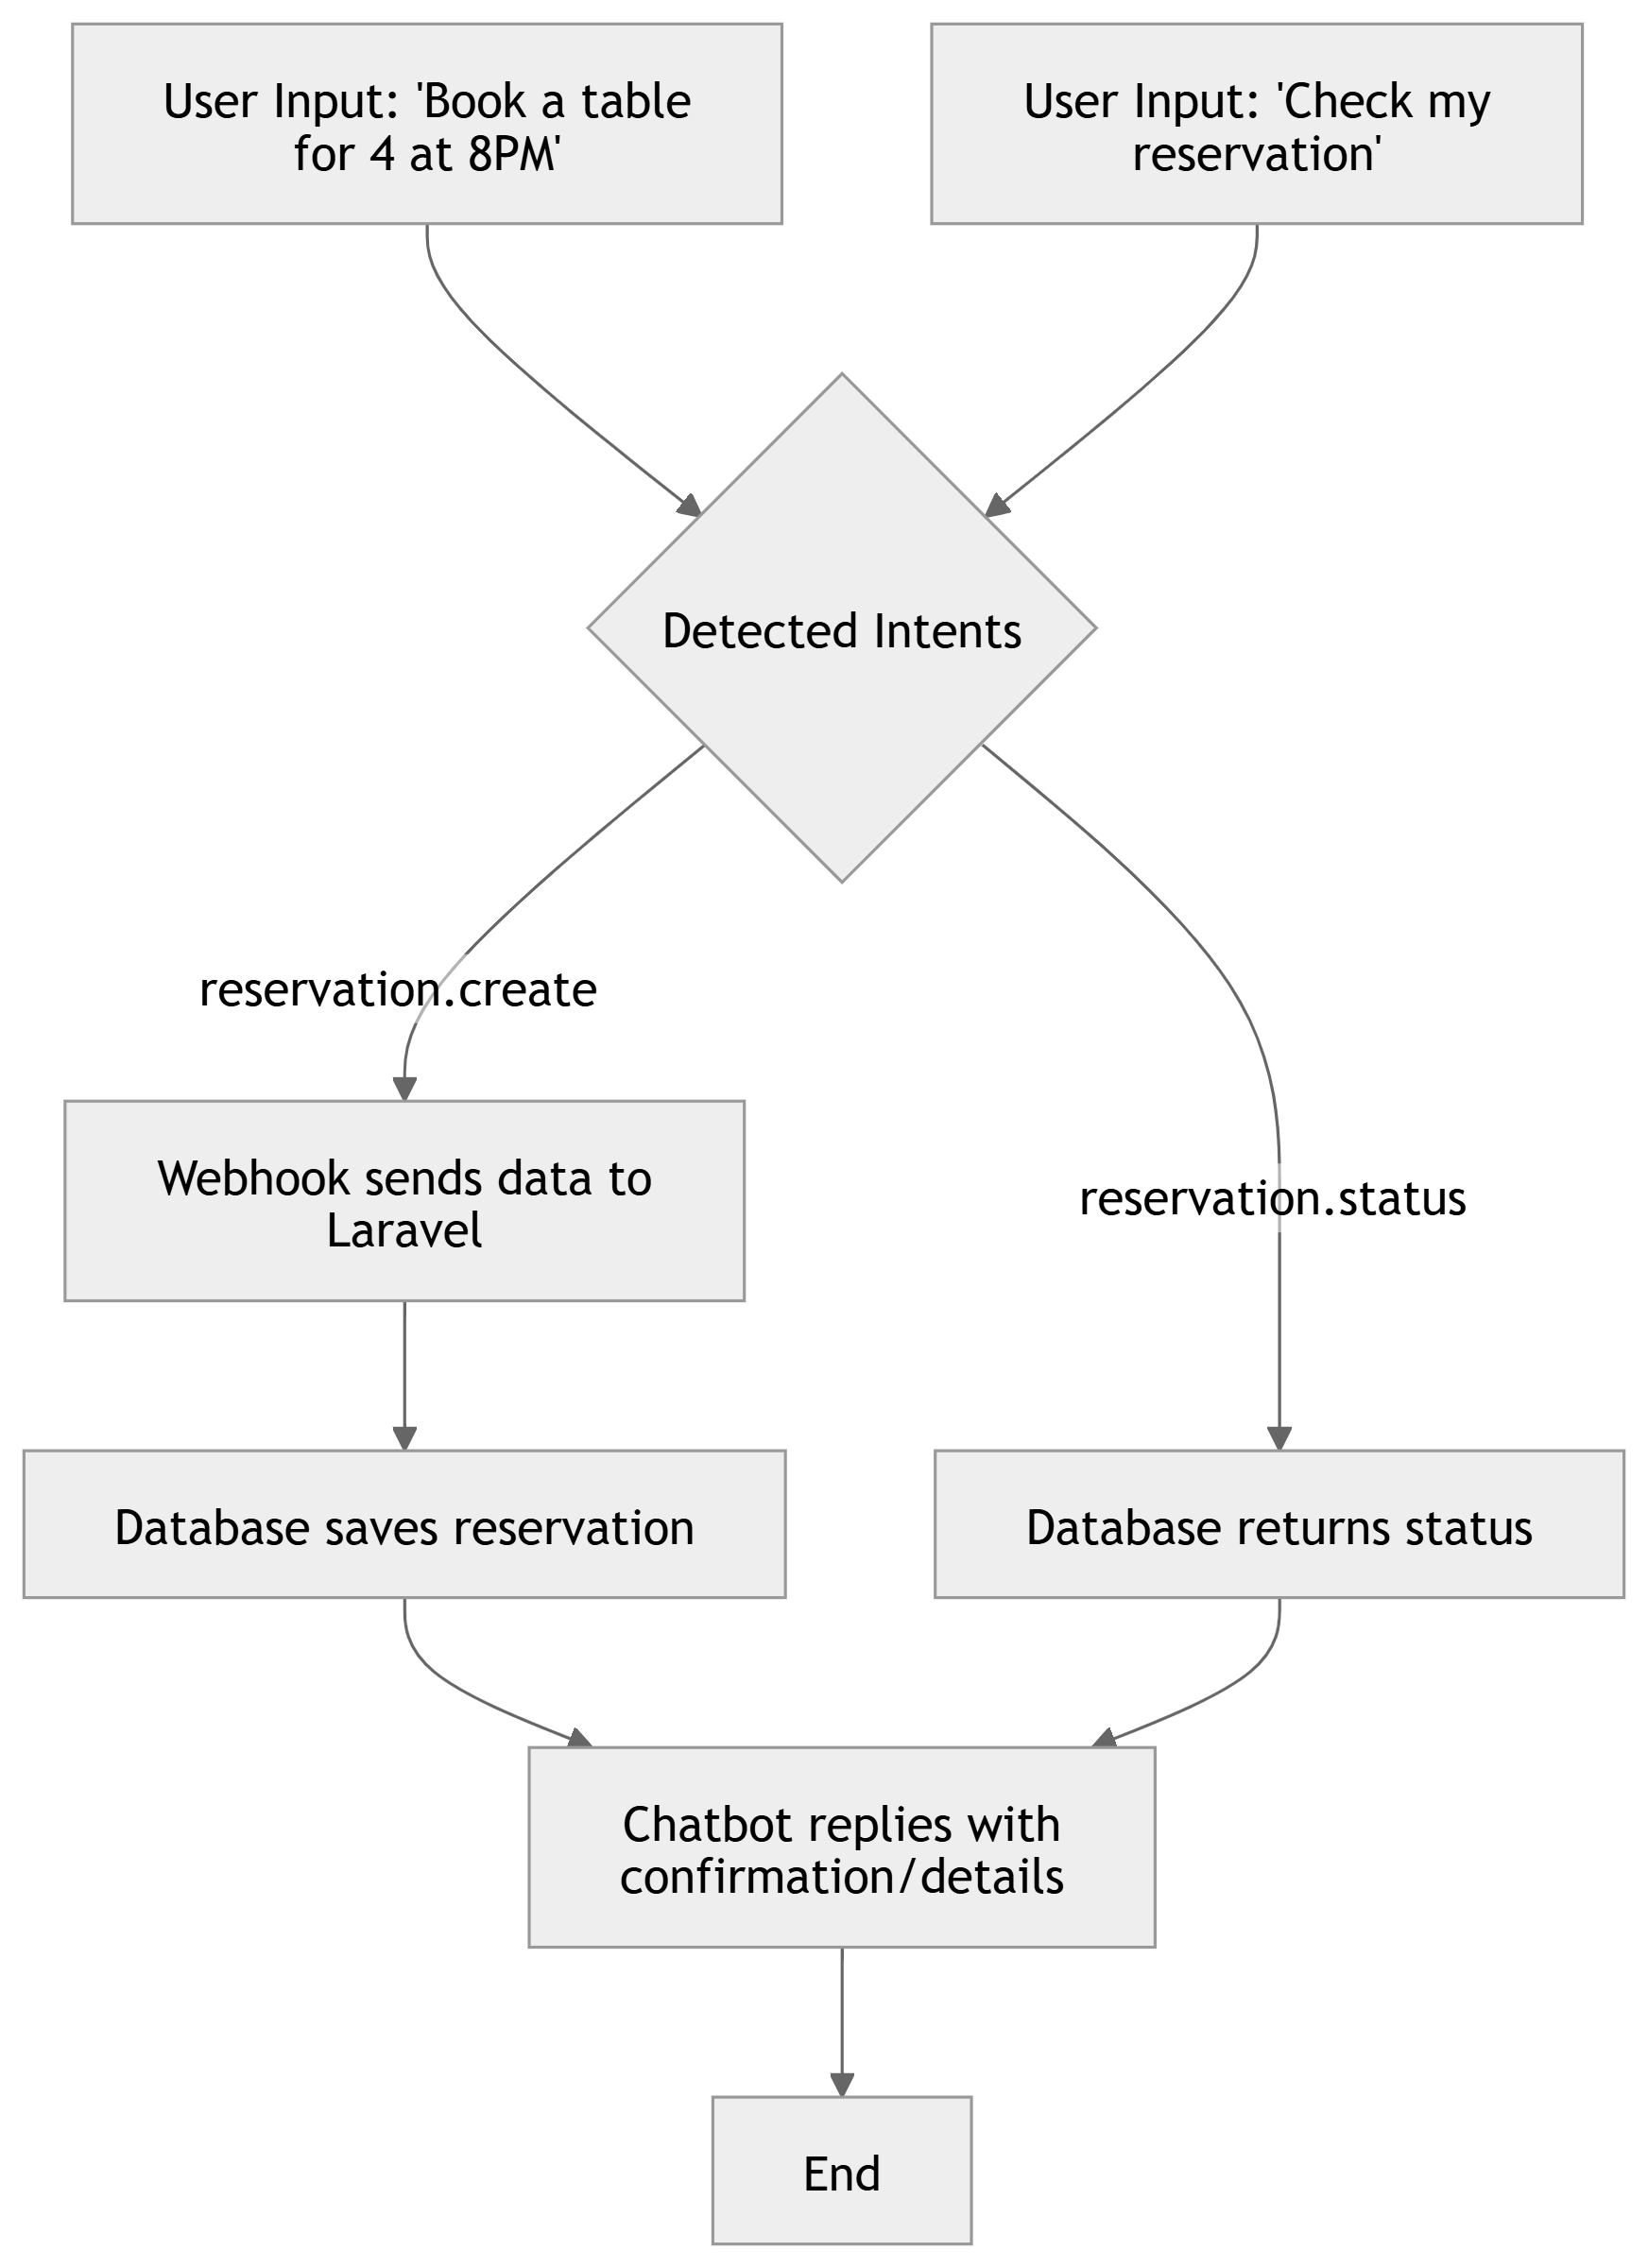 User Input: 'Book a table
for 4 at 8PM'
User Input: 'Check my
reservation'
Detected Intents
reservation.create
Webhook sends data to
Laravel
reservation.status
Database saves reservation
Database returns status
Chatbot replies with
confirmation/details
End